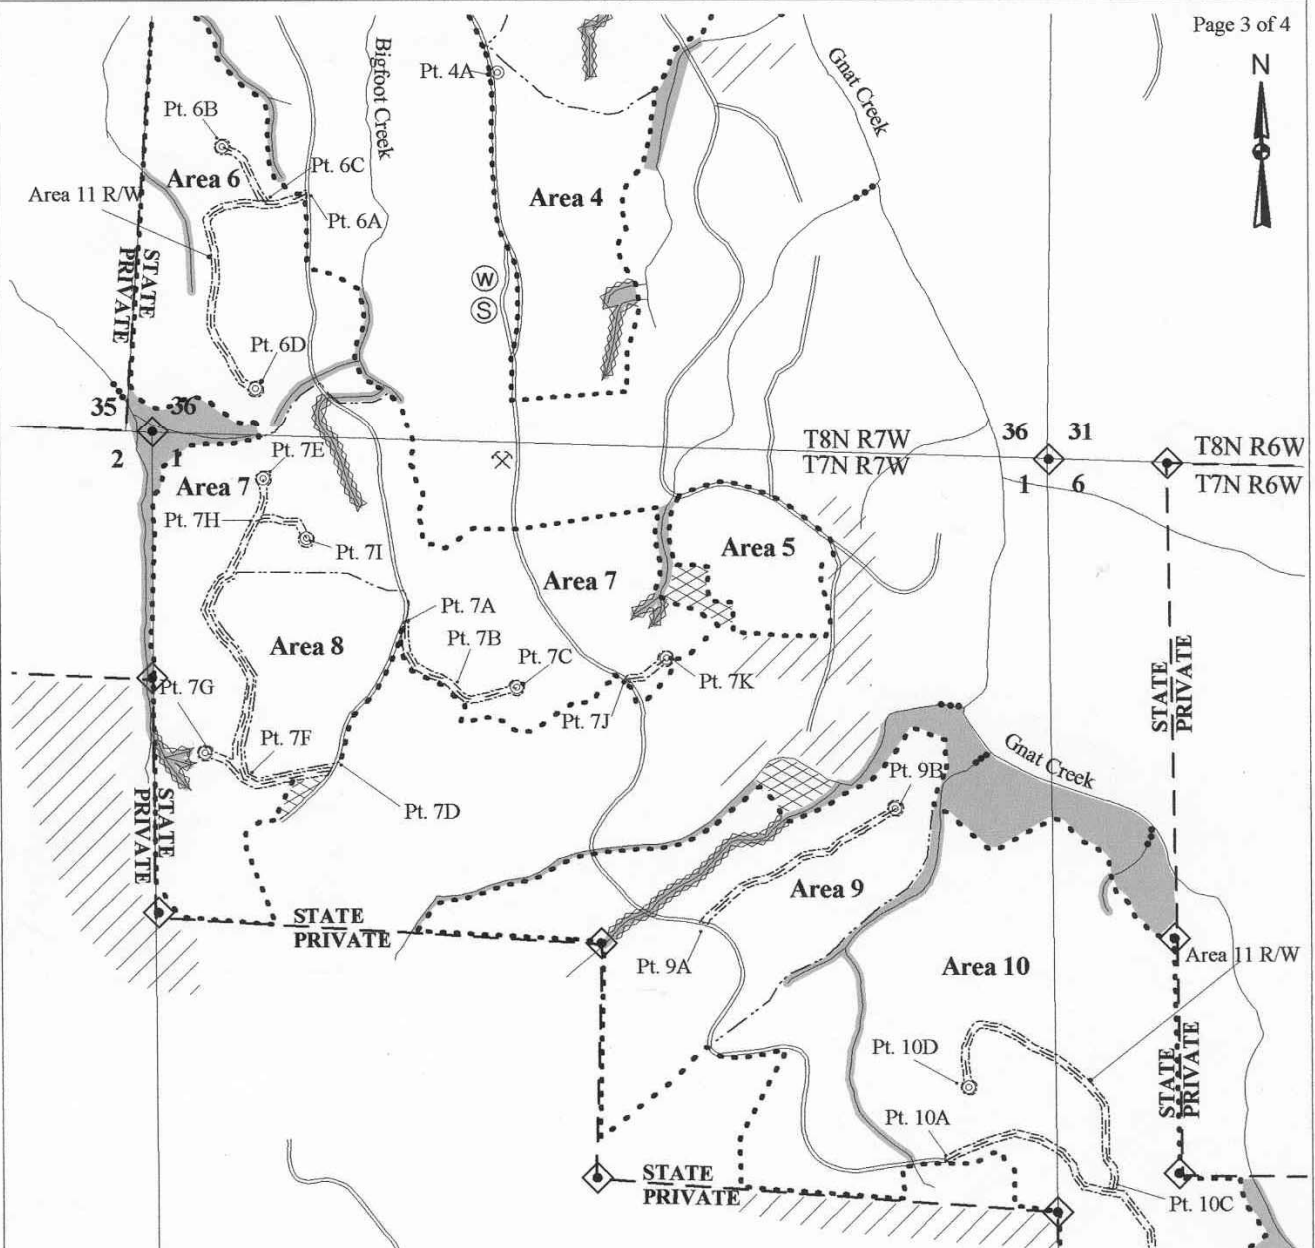 Page 3 of 4
N
Bigfoot Creek
Gnat Creek
Pt. 4A
Pt. 6B
Pt. 6C
Area 6
Area 11 R/W
Pt. 6A
Area 4
STATE
PRIVATE
W
S
Pt. 6D
35 36
2 1
36 31
1 6
T8N R7W
T7N R7W
T8N R6W
T7N R6W
Pt. 7E
Area 7
Pt. 7H
Pt. 7I
Area 5
Area 7
Pt. 7A
Pt. 7B
Area 8
Pt. 7C
Pt. 7K
Pt. 7G
Pt. 7J
STATE
PRIVATE
Pt. 7F
Gnat Creek
Pt. 9B
Pt. 7D
STATE
PRIVATE
Area 9
STATE
PRIVATE
Pt. 9A
Area 10
Area 11 R/W
Pt. 10D
STATE
PRIVATE
Pt. 10A
STATE
PRIVATE
Pt. 10C